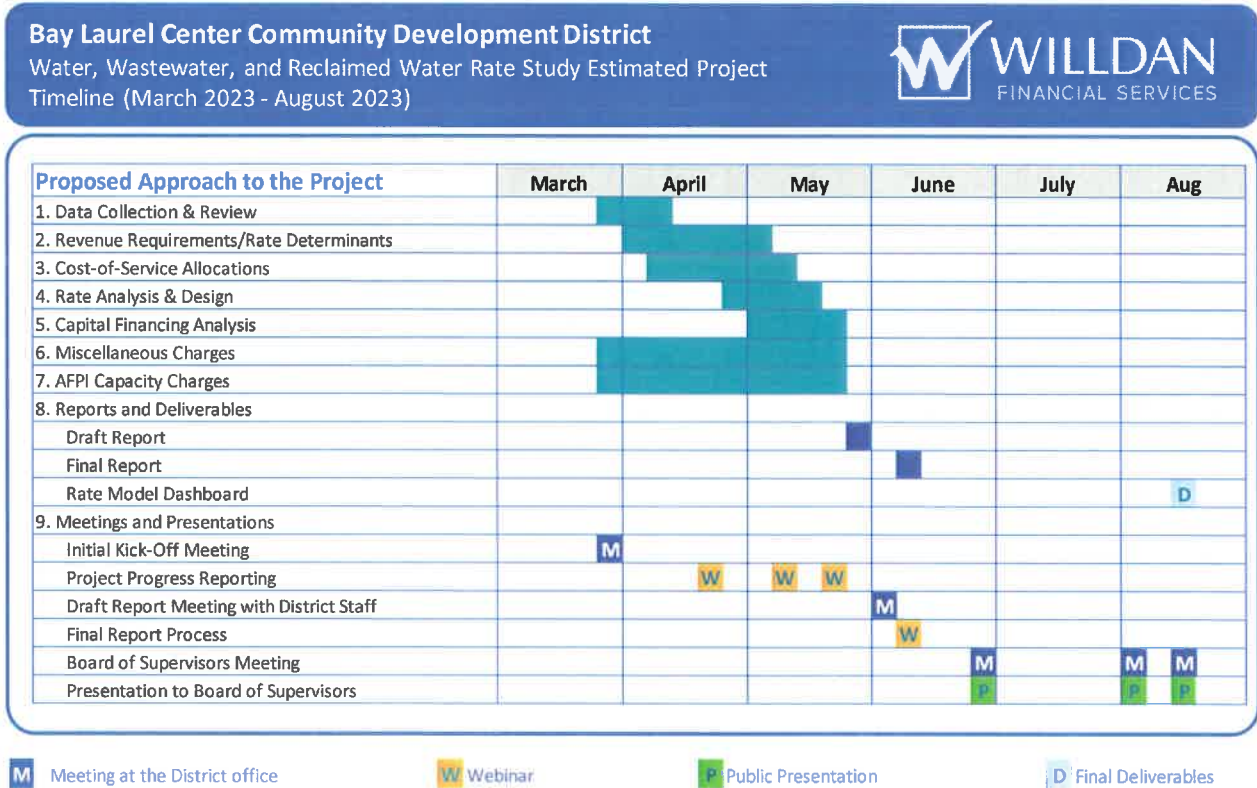 Bay Laurel Center Community Development District
Water, Wastewater, and Reclaimed Water Rate Study Estimated Project
Timeline (March 2023 - August 2023)
W WILLDAN
FINANCIAL SERVICES
Proposed Approach to the Project March April May June July Aug
1. Data Collection & Review
2. Revenue Requirements/Rate Determinants
3. Cost-of-Service Allocations
4. Rate Analysis & Design
5. Capital Financing Analysis
6. Miscellaneous Charges
7. AFPI Capacity Charges
8. Reports and Deliverables
Draft Report
Final Report
Rate Model Dashboard D
9. Meetings and Presentations
Initial Kick-Off Meeting M
Project Progress Reporting W W W
Draft Report Meeting with District Staff M
Final Report Process W
Board of Supervisors Meeting M M M
Presentation to Board of Supervisors P P P
M Meeting at the District office W Webinar P Public Presentation D Final Deliverables